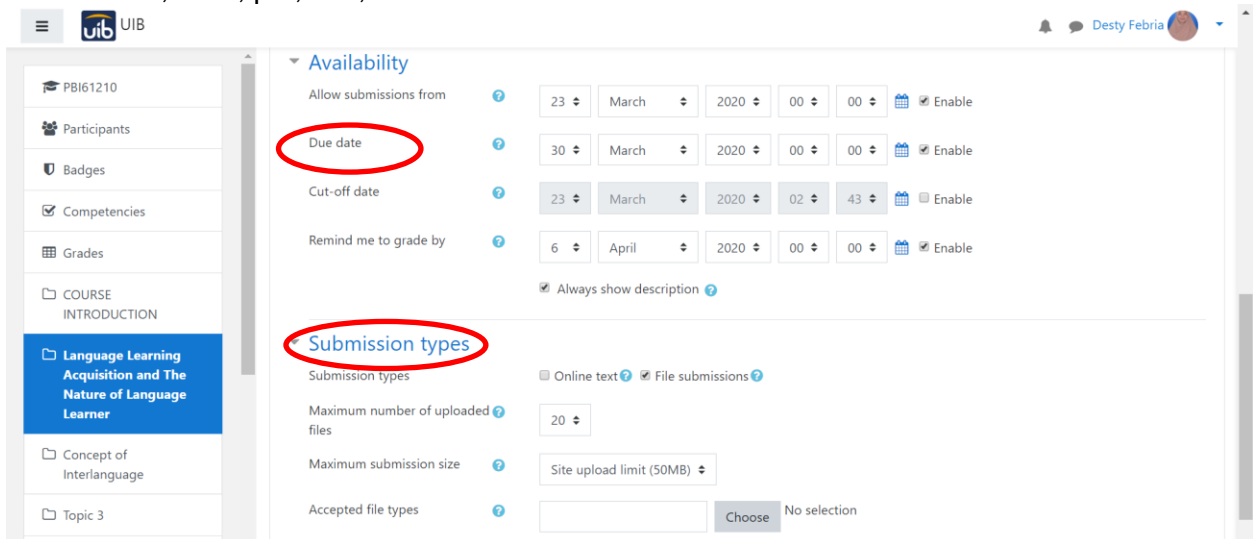 UIB
Desty Febria
PBI61210
Participants
Badges
Competencies
Grades
COURSE
INTRODUCTION
Language Learning
Acquisition and The
Nature of Language
Learner
Concept of
Interlanguage
Topic 3
Availability
Allow submissions from 23 March 2020 00 00 Enable
Due date 30 March 2020 00 00 Enable
Cut-off date 23 March 2020 02 43 Enable
Remind me to grade by 6 April 2020 00 00 Enable
Always show description
Submission types
Submission types Online text File submissions
Maximum number of uploaded
files
20
Maximum submission size Site upload limit (50MB)
Accepted file types Choose No selection